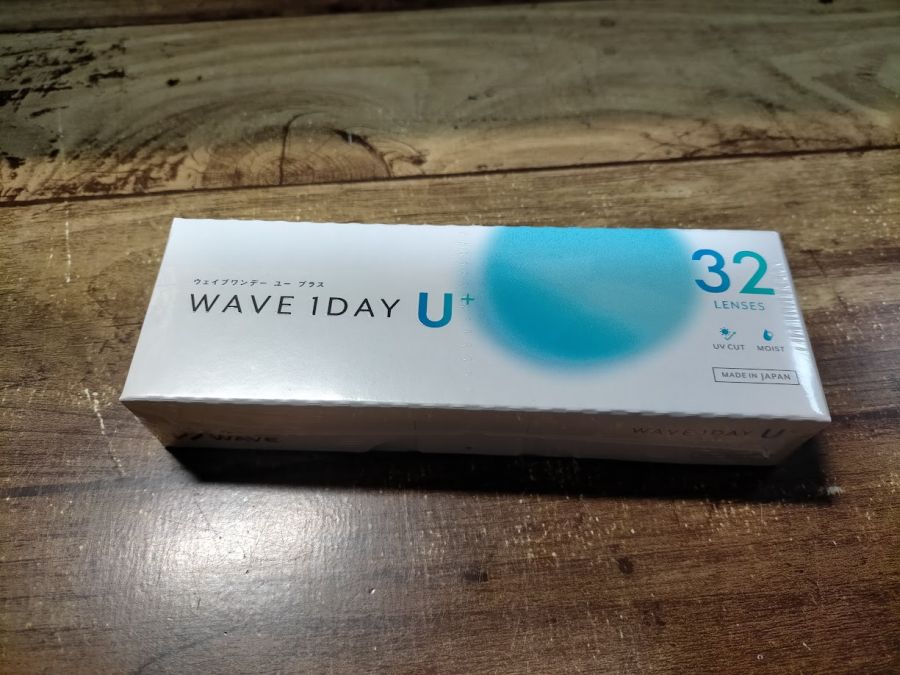 ウェイブワンデー ユー プラス
WAVE 1DAY U+
32
LENSES
UV CUT MOIST
MADE IN JAPAN
WAVE
WAVE 1DAY U